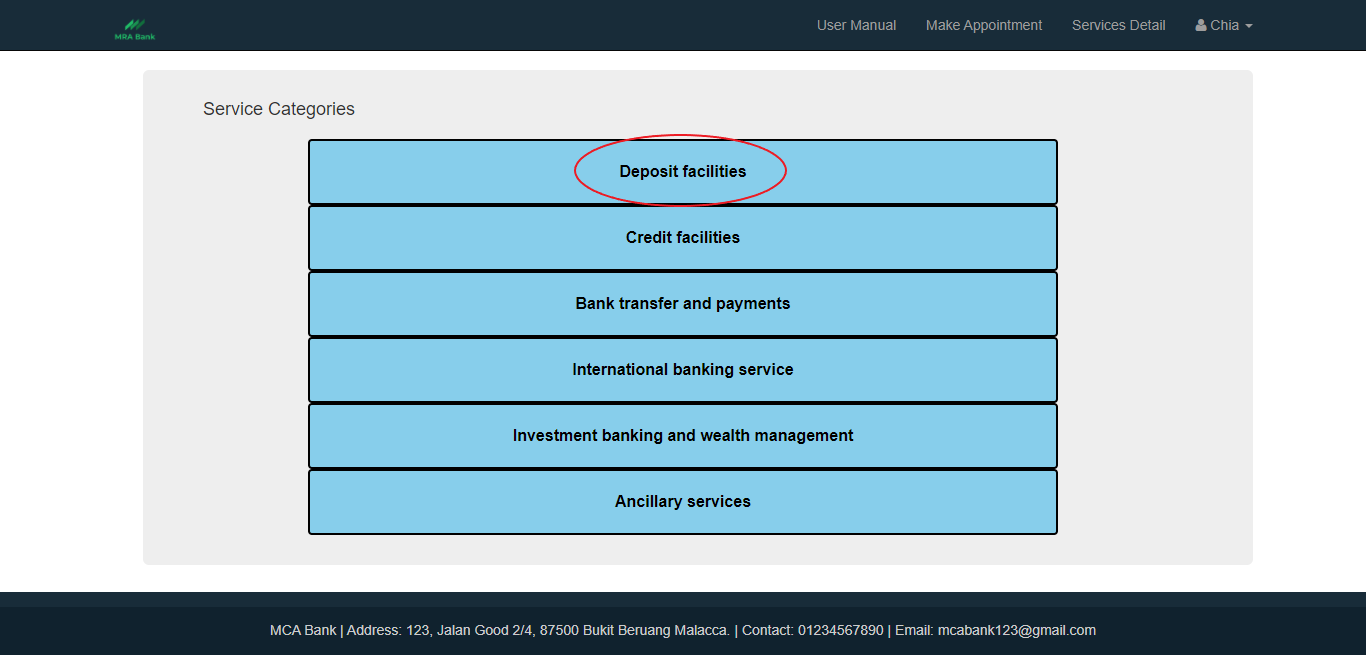 MRA Bank
User Manual
Make Appointment
Services Detail
Chia
Service Categories
Deposit facilities
Credit facilities
Bank transfer and payments
International banking service
Investment banking and wealth management
Ancillary services
MCA Bank | Address: 123, Jalan Good 2/4, 87500 Bukit Beruang Malacca. | Contact: 01234567890 | Email: mcabank123@gmail.com